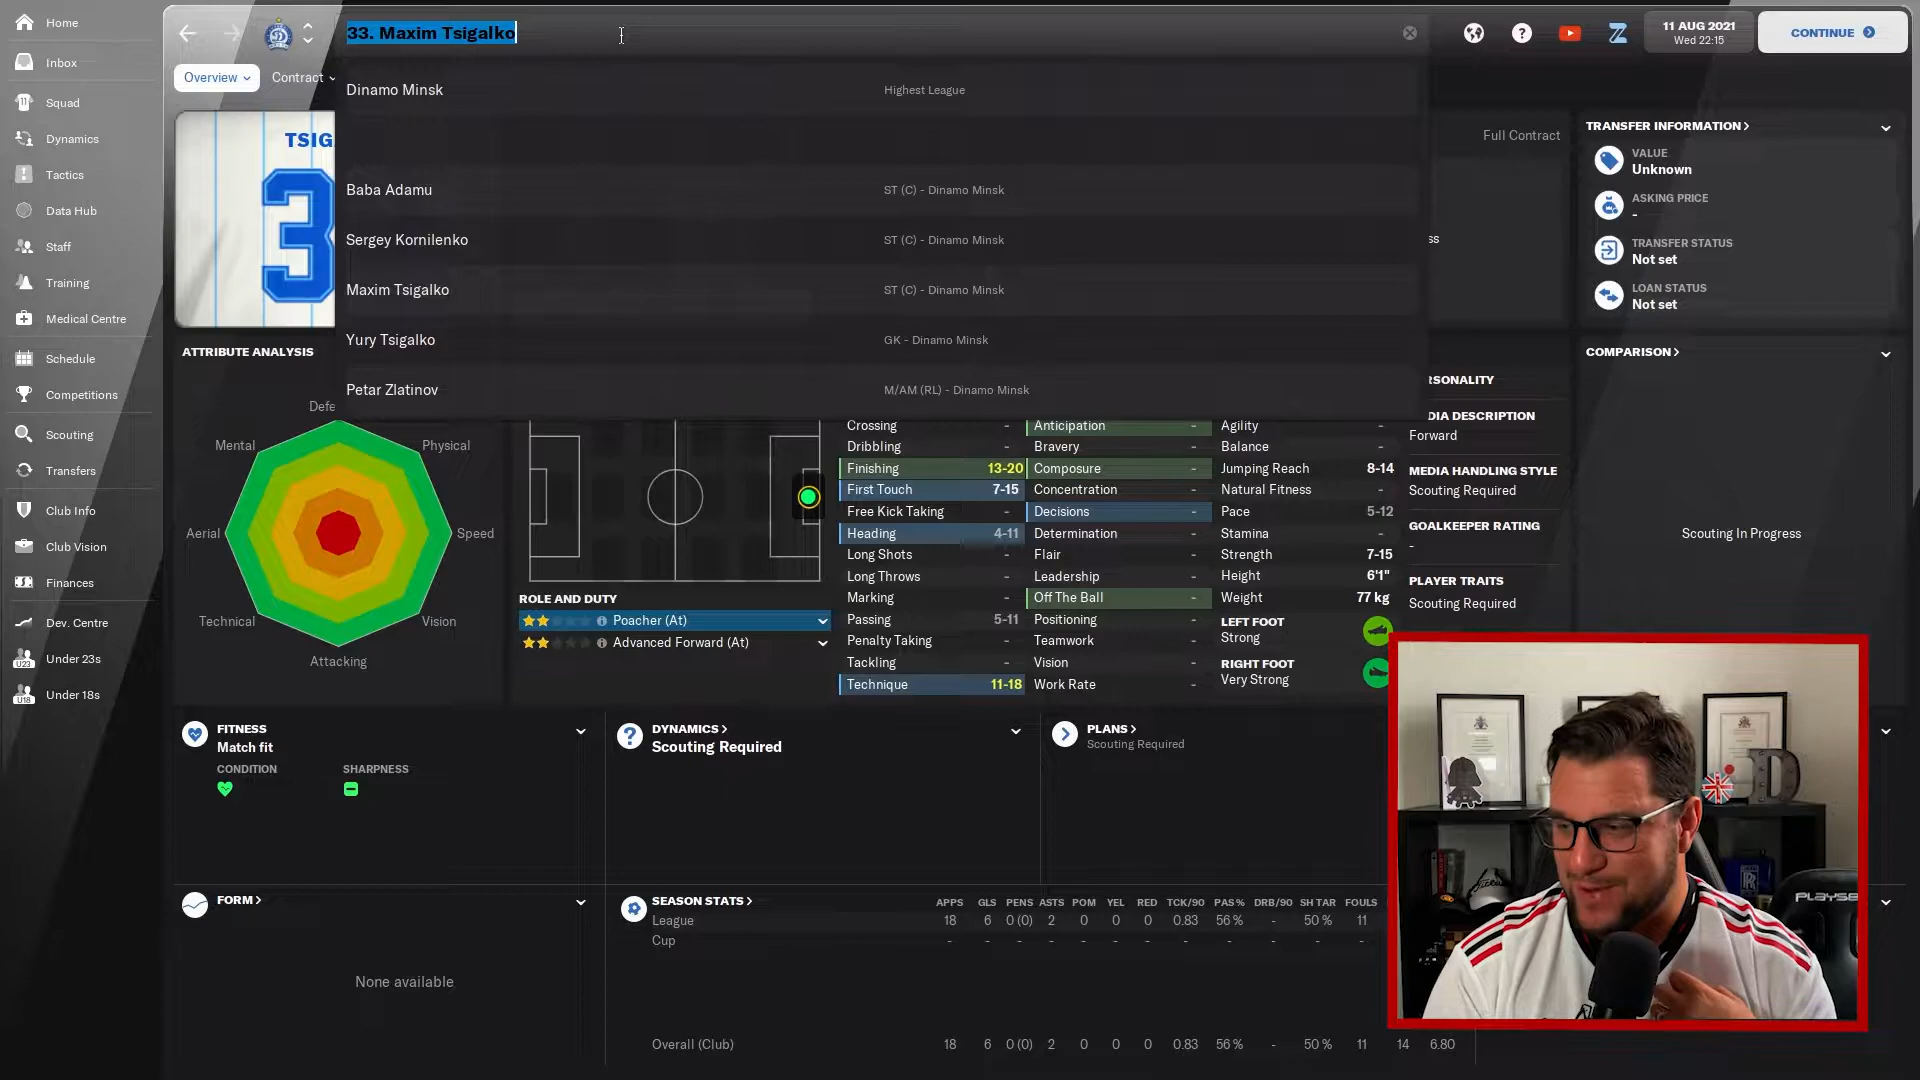 Home
Inbox
Squad
Dynamics
Tactics
Data Hub
Staff
Training
Medical Centre
Schedule
Competitions
Scouting
Transfers
Club Info
Club Vision
Finances
Dev. Centre
U23 Under 23s
U18 Under 18s
33. Maxim Tsigalko
11 AUG 2021
Wed 22:15
CONTINUE
Overview
Contract
Dinamo Minsk Highest League
Baba Adamu ST (C) - Dinamo Minsk
Sergey Kornilenko ST (C) - Dinamo Minsk
Maxim Tsigalko ST (C) - Dinamo Minsk
Yury Tsigalko GK - Dinamo Minsk
Petar Zlatinov M/AM (RL) - Dinamo Minsk
TSIG
3
Full Contract
ss
TRANSFER INFORMATION >
VALUE
Unknown
ASKING PRICE
-
TRANSFER STATUS
Not set
LOAN STATUS
Not set
ATTRIBUTE ANALYSIS
Defe
Mental
Physical
Aerial
Speed
Technical
Vision
Attacking
ROLE AND DUTY
Poacher (At)
Advanced Forward (At)
Crossing -
Dribbling -
Finishing 13-20
First Touch 7-15
Free Kick Taking -
Heading 4-11
Long Shots -
Long Throws -
Marking -
Passing 5-11
Penalty Taking -
Tackling -
Technique 11-18
Anticipation -
Bravery -
Composure -
Concentration -
Decisions -
Determination -
Flair -
Leadership -
Off The Ball -
Positioning -
Teamwork -
Vision -
Work Rate -
Agility -
Balance -
Jumping Reach 8-14
Natural Fitness -
Pace 5-12
Stamina -
Strength 7-15
Height 6'1"
Weight 77 kg
LEFT FOOT
Strong
RIGHT FOOT
Very Strong
RSONALITY
DIA DESCRIPTION
Forward
MEDIA HANDLING STYLE
Scouting Required
GOALKEEPER RATING
-
PLAYER TRAITS
Scouting Required
COMPARISON >
Scouting In Progress
FITNESS
Match fit
CONDITION
SHARPNESS
DYNAMICS >
Scouting Required
PLANS >
Scouting Required
FORM >
None available
SEASON STATS > APPS GLS PENS ASTS POM YEL RED TCK/90 PAS % DRB/90 SH TAR FOULS
League 18 6 0 (0) 2 0 0 0 0.83 56 % - 50 % 11
Cup - - - - - - - - - - - -
Overall (Club) 18 6 0 (0) 2 0 0 0 0.83 56 % - 50 % 11 14 6.80
PLAYSE